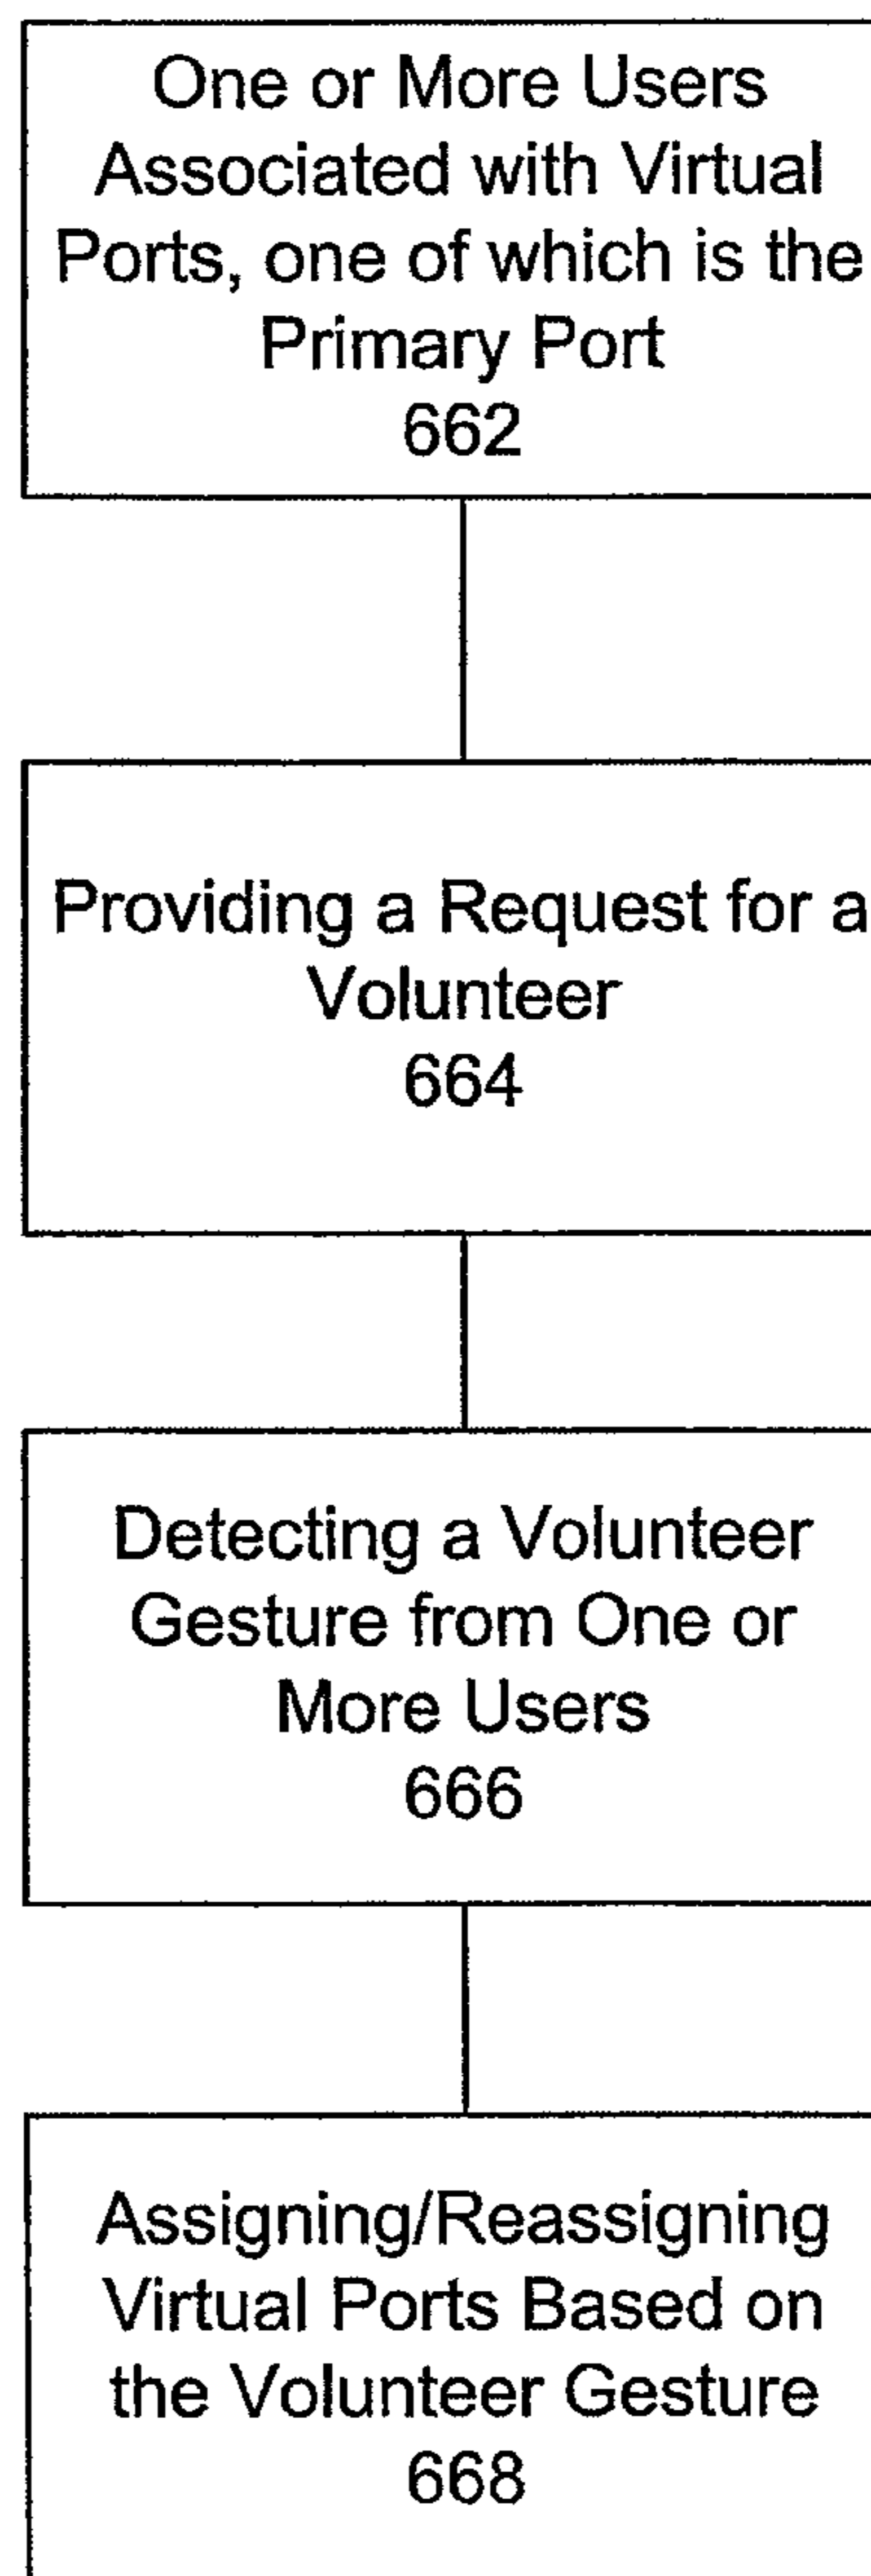 One or More Users
Associated with Virtual
Ports, one of which is the
Primary Port
662
Providing a Request for a
Volunteer
664
Detecting a Volunteer
Gesture from One or
More Users
666
Assigning/Reassigning
Virtual Ports Based on
the Volunteer Gesture
668